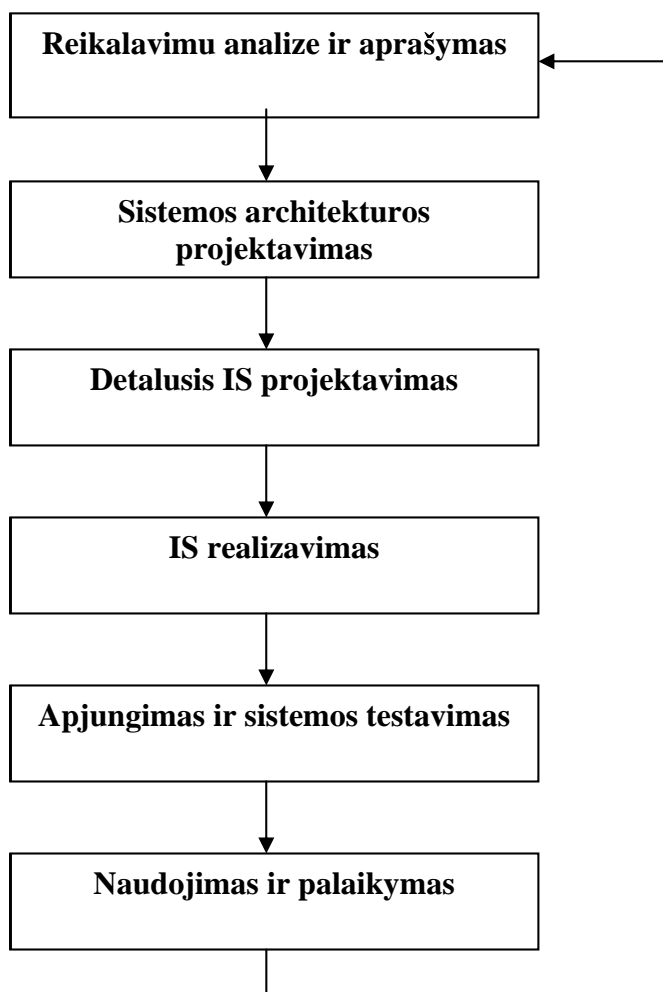 Reikalavimu analize ir aprašymas
Sistemos architekturos
projektavimas
Detalusis IS projektavimas
IS realizavimas
Apjungimas ir sistemos testavimas
Naudojimas ir palaikymas